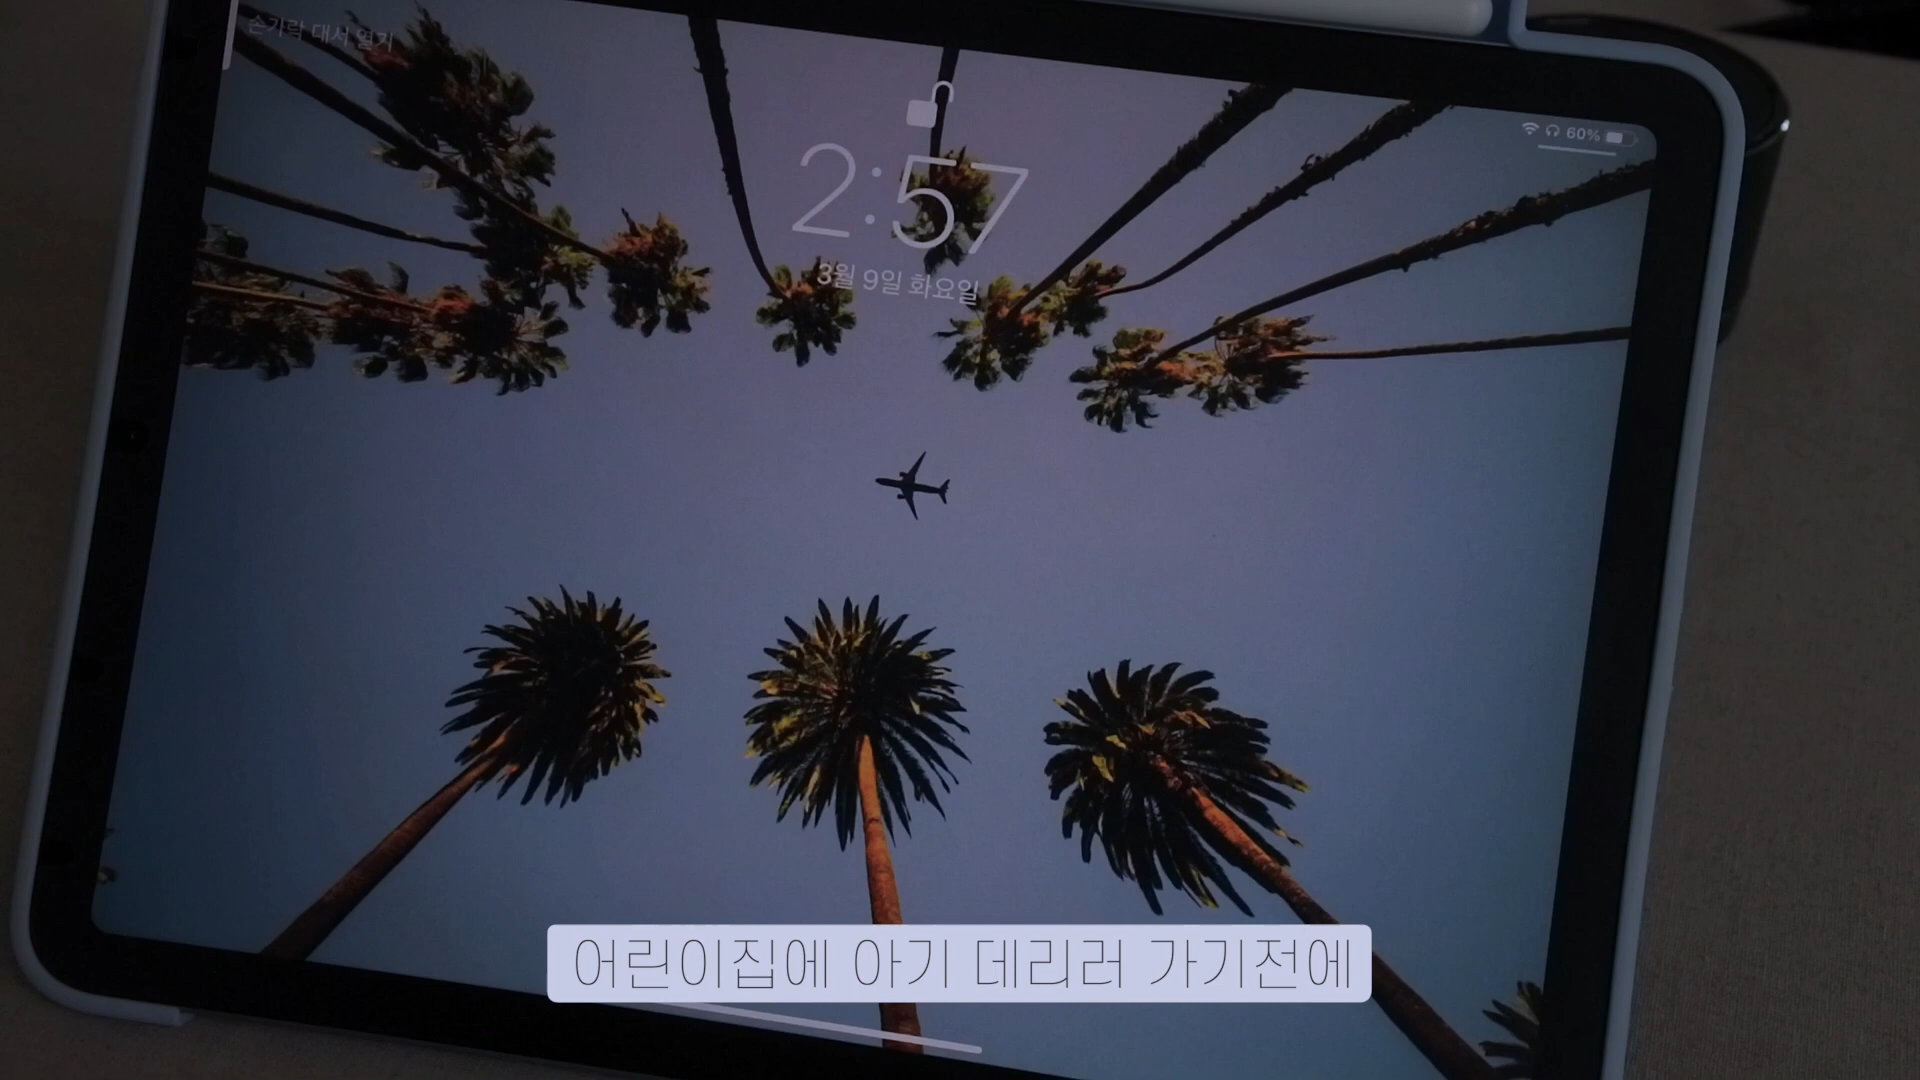 손가락 대서 열기
60%
2:57
3월 9일 화요일
어린이집에 아기 데리러 가기전에